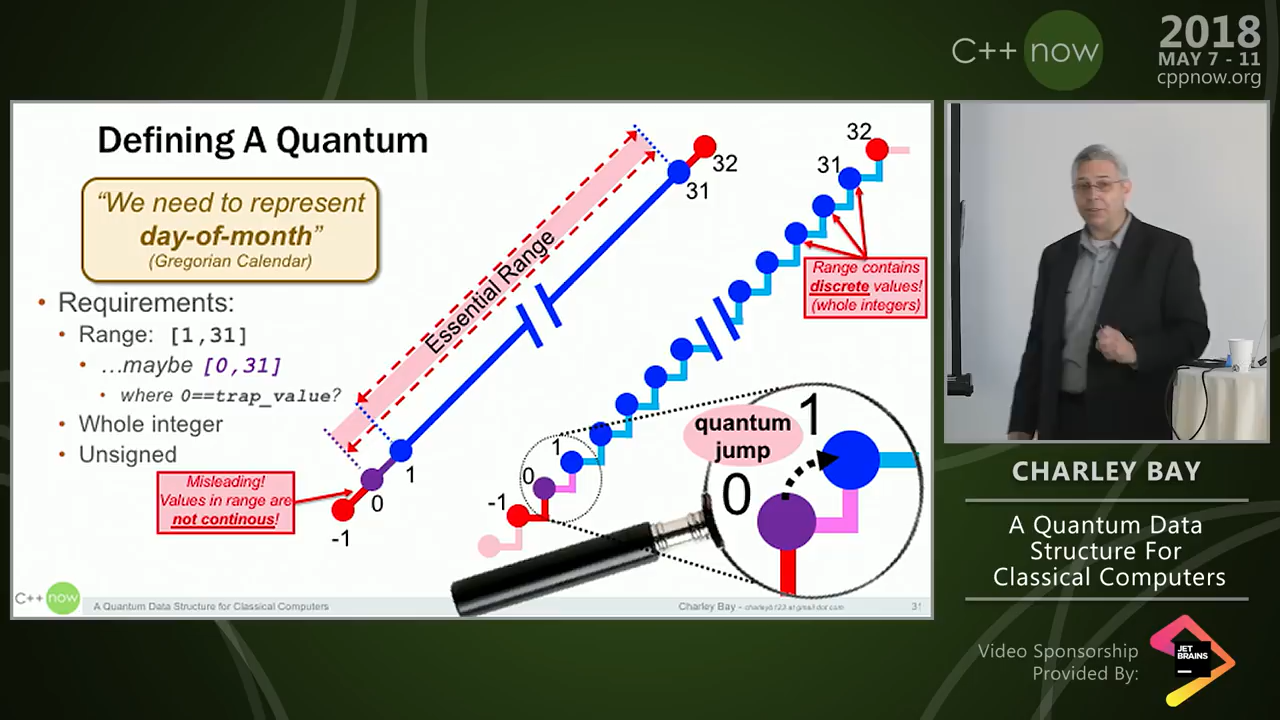 C++ now
2018
MAY 7 - 11
cppnow.org
Defining A Quantum
“We need to represent
day-of-month”
(Gregorian Calendar)
• Requirements:
• Range: [1,31]
• …maybe [0,31]
• where 0==trap_value?
• Whole integer
• Unsigned
Misleading!
Values in range are
not continous!
-1
0
1
Essential Range
31
32
-1
0
1
31
32
Range contains
discrete values!
(whole integers)
quantum
jump
0
1
C++ now
A Quantum Data Structure for Classical Computers
Charley Bay - charleyb123 at gmail dot com
31
CHARLEY BAY
A Quantum Data
Structure For
Classical Computers
Video Sponsorship
Provided By:
JET
BRAINS